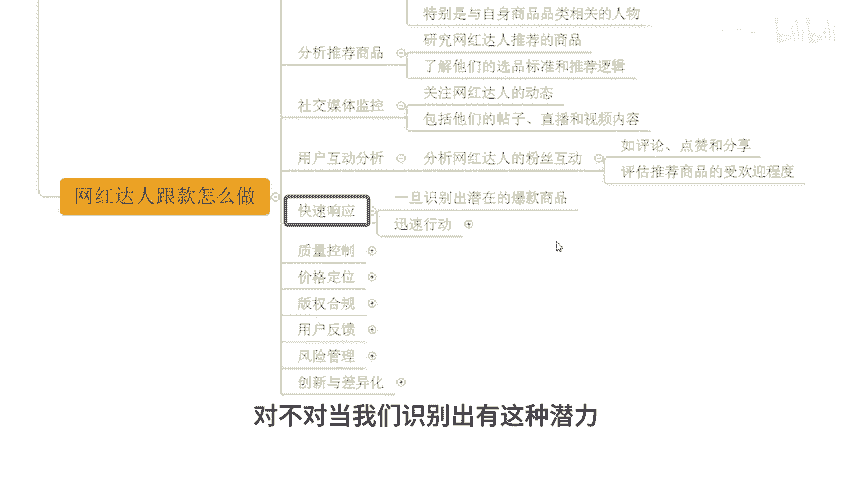 特别是与自身商品品类相关的人物
分析推荐商品
研究网红达人推荐的商品
了解他们的选品标准和推荐逻辑
社交媒体监控
关注网红达人的动态
包括他们的帖子、直播和视频内容
用户互动分析
分析网红达人的粉丝互动
如评论、点赞和分享
评估推荐商品的受欢迎程度
网红达人跟款怎么做
快速响应
一旦识别出潜在的爆款商品
迅速行动
质量控制
价格定位
版权合规
用户反馈
风险管理
创新与差异化
对不对当我们识别出有这种潜力